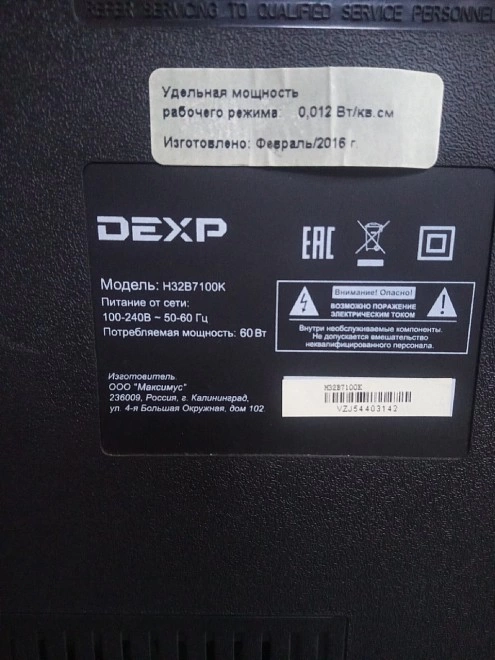 REFER SERVICING TO QUALIFIED SERVICE PERSONNEL
Удельная мощность
рабочего режима: 0,012 Вт/кв.см
Изготовлено: Февраль/2016 г
DEXP
EAC
Модель: H32B7100K
Питание от сети:
100-240В ~ 50-60 Гц
Потребляемая мощность: 60Вт
Внимание! Опасно!
ВОЗМОЖНО ПОРАЖЕНИЕ
ЭЛЕКТРИЧЕСКИМ ТОКОМ
Внутри необслуживаемые компоненты.
Не допускается вмешательство
неквалифицированного персонала.
Изготовитель
ООО "Максимус"
236009, Россия, г. Калининград,
ул. 4-я Большая Окружная, дом 102
H32B7100K
VZJ54403142